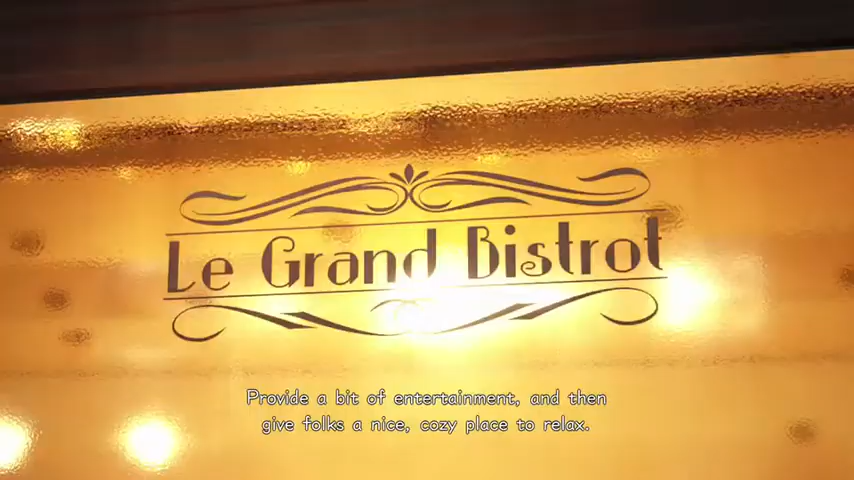 Le Grand Bistrot
Provide a bit of entertainment, and then
give folks a nice, cozy place to relax.